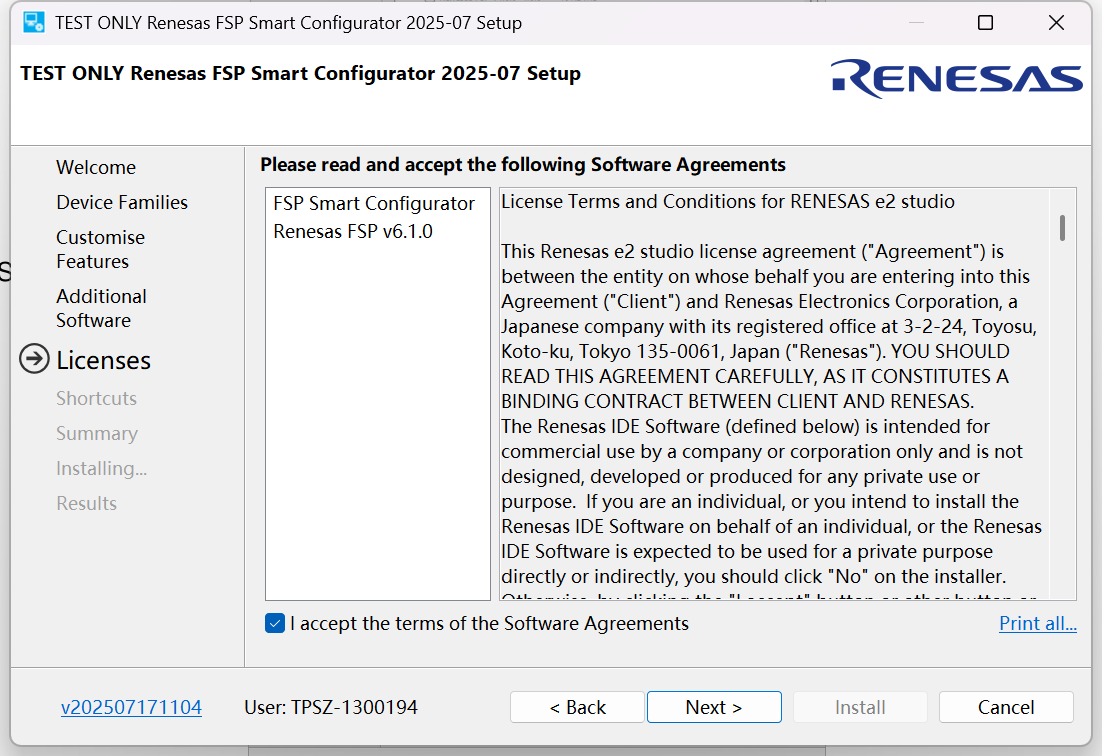 TEST ONLY Renesas FSP Smart Configurator 2025-07 Setup
TEST ONLY Renesas FSP Smart Configurator 2025-07 Setup
RENESAS
Welcome
Device Families
Customise
Features
Additional
Software
Licenses
Shortcuts
Summary
Installing...
Results
Please read and accept the following Software Agreements
FSP Smart Configurator
Renesas FSP v6.1.0
License Terms and Conditions for RENESAS e2 studio
This Renesas e2 studio license agreement ("Agreement") is
between the entity on whose behalf you are entering into this
Agreement ("Client") and Renesas Electronics Corporation, a
Japanese company with its registered office at 3-2-24, Toyosu,
Koto-ku, Tokyo 135-0061, Japan ("Renesas"). YOU SHOULD
READ THIS AGREEMENT CAREFULLY, AS IT CONSTITUTES A
BINDING CONTRACT BETWEEN CLIENT AND RENESAS.
The Renesas IDE Software (defined below) is intended for
commercial use by a company or corporation only and is not
designed, developed or produced for any private use or
purpose.  If you are an individual, or you intend to install the
Renesas IDE Software on behalf of an individual, or the Renesas
IDE Software is expected to be used for a private purpose
directly or indirectly, you should click "No" on the installer.
Otherwise, by clicking the "I accept" button or other button or
I accept the terms of the Software Agreements
Print all...
v202507171104
User: TPSZ-1300194
< Back
Next >
Install
Cancel